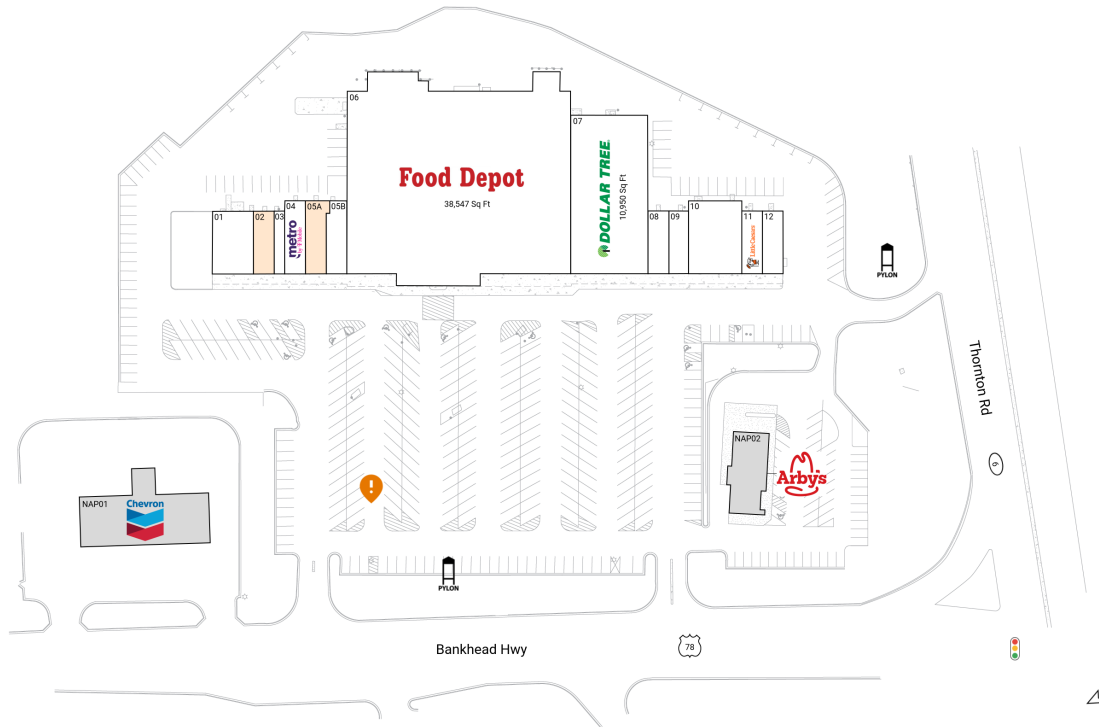 06
07
Food Depot
38,547 Sq Ft
DOLLAR TREE
10,950 Sq Ft
01
02
03
04
05A
05B
metro
08
09
10
11
12
Little Caesars
PYLON
Thornton Rd
6
NAP02
Arby's
NAP01
Chevron
PYLON
Bankhead Hwy
78